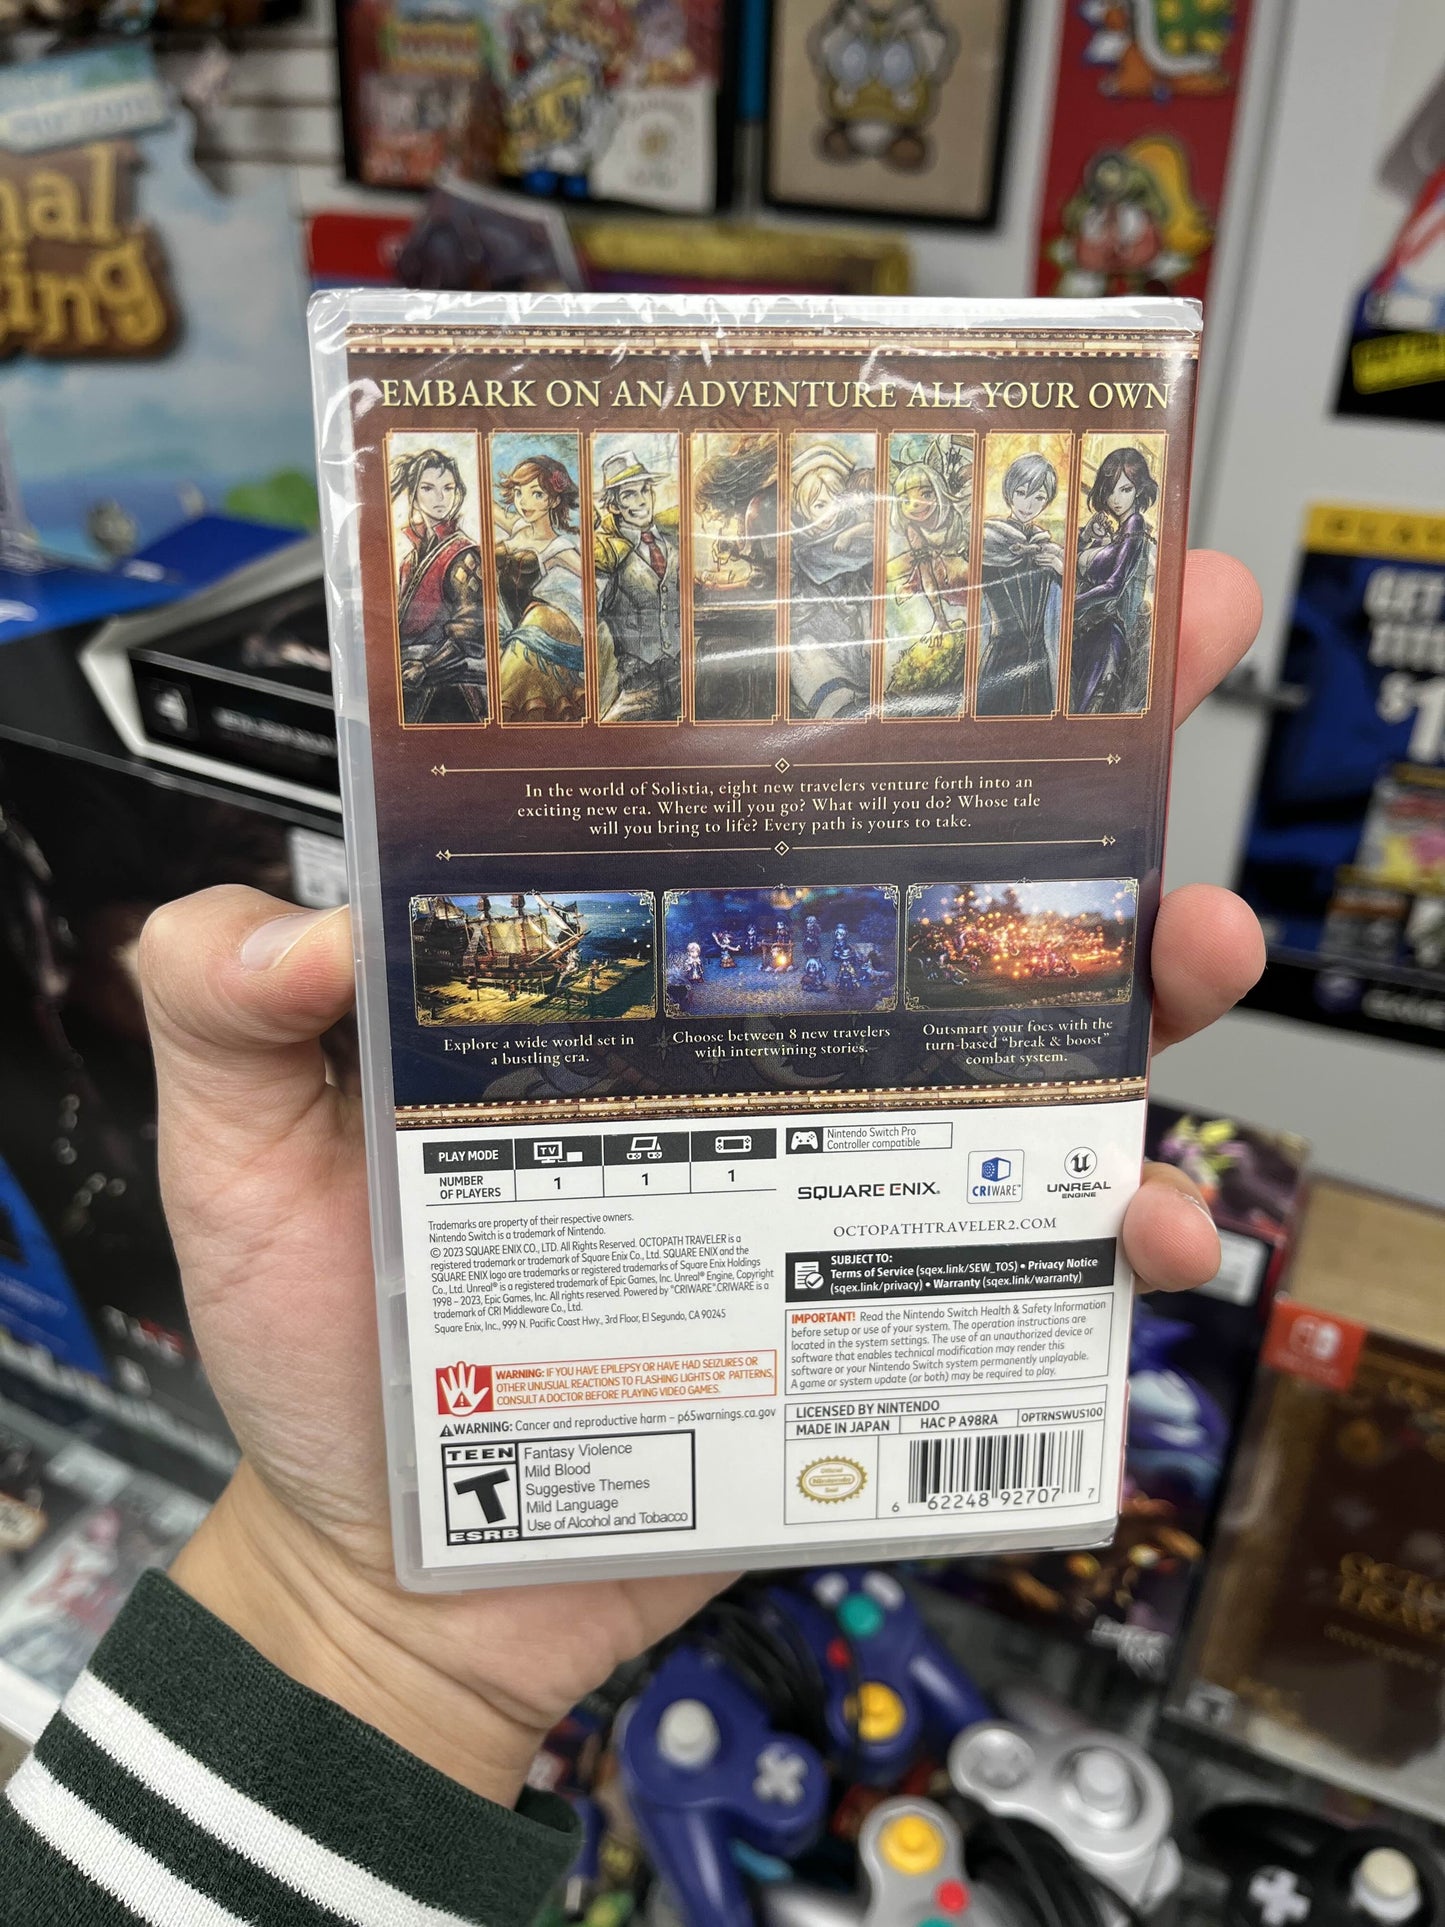 EMBARK ON AN ADVENTURE ALL YOUR OWN
In the world of Solistia, eight new travelers venture forth into an
exciting new era. Where will you go? What will you do? Whose tale
will you bring to life? Every path is yours to take.
Explore a wide world set in
a bustling era.
Choose between 8 new travelers
with intertwining stories.
Outsmart your foes with the
turn-based "break & boost"
combat system.
PLAY MODE
TV
NUMBER
OF PLAYERS
1
1
1
Nintendo Switch Pro
Controller compatible
SQUARE ENIX.
CRIWARE™
UNREAL
ENGINE
OCTOPATHTRAVELER2.COM
Trademarks are property of their respective owners.
Nintendo Switch is a trademark of Nintendo.
© 2023 SQUARE ENIX CO., LTD. All Rights Reserved. OCTOPATH TRAVELER is a
registered trademark or trademark of Square Enix Co., Ltd. SQUARE ENIX and the
SQUARE ENIX logo are trademarks or registered trademarks of Square Enix Holdings
Co., Ltd. Unreal® is a registered trademark of Epic Games, Inc. Unreal® Engine, Copyright
1998 – 2023, Epic Games, Inc. All rights reserved. Powered by "CRIWARE".CRIWARE is a
trademark of CRI Middleware Co., Ltd.
Square Enix, Inc., 999 N. Pacific Coast Hwy., 3rd Floor, El Segundo, CA 90245
SUBJECT TO:
Terms of Service (sqex.link/SEW_TOS) • Privacy Notice
(sqex.link/privacy) • Warranty (sqex.link/warranty)
IMPORTANT! Read the Nintendo Switch Health & Safety Information
before setup or use of your system. The operation instructions are
located in the system settings. The use of an unauthorized device or
software that enables technical modification may render this
software or your Nintendo Switch system permanently unplayable.
A game or system update (or both) may be required to play.
WARNING: IF YOU HAVE EPILEPSY OR HAVE HAD SEIZURES OR
OTHER UNUSUAL REACTIONS TO FLASHING LIGHTS OR PATTERNS,
CONSULT A DOCTOR BEFORE PLAYING VIDEO GAMES.
WARNING: Cancer and reproductive harm – p65warnings.ca.gov
TEEN
T
ESRB
Fantasy Violence
Mild Blood
Suggestive Themes
Mild Language
Use of Alcohol and Tobacco
LICENSED BY NINTENDO
MADE IN JAPAN
HAC P A98RA
OPTRNSWUS100
Official
Nintendo
Seal
6 62248 92707 7
GET